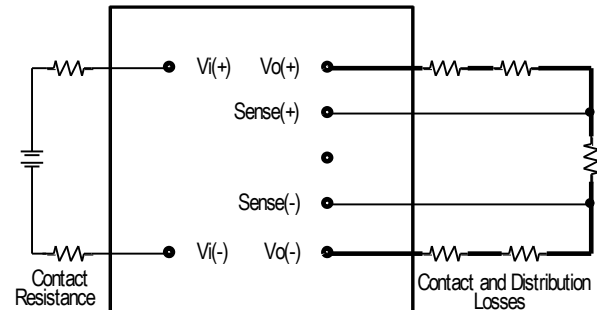 Vi(+) Vo(+)
Sense(+)
Sense(-)
Vi(-) Vo(-)
Contact
Resistance
Contact and Distribution
Losses